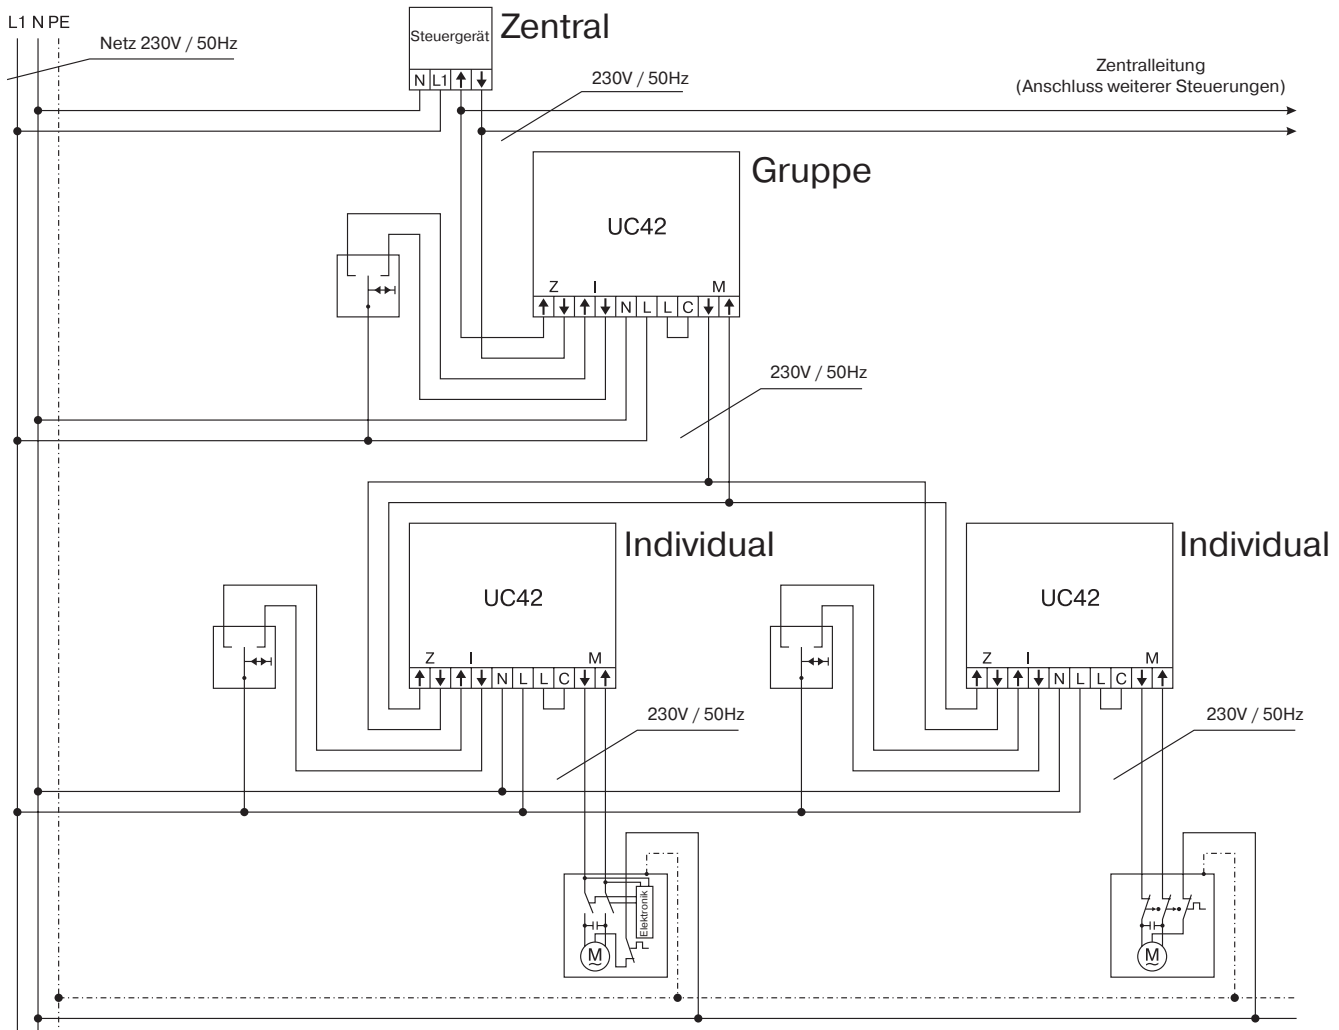 L1 N PE
Netz 230V / 50Hz
Steuergerät
Zentral
N L1 ↑ ↓
230V / 50Hz
Zentralleitung
(Anschluss weiterer Steuerungen)
Gruppe
UC42
Z I M
↑ ↓ ↑ ↓ N L L C ↓ ↑
230V / 50Hz
Individual
UC42
Z I M
↑ ↓ ↑ ↓ N L L C ↓ ↑
230V / 50Hz
Individual
UC42
Z I M
↑ ↓ ↑ ↓ N L L C ↓ ↑
230V / 50Hz
Elektronik
M
~
M
~